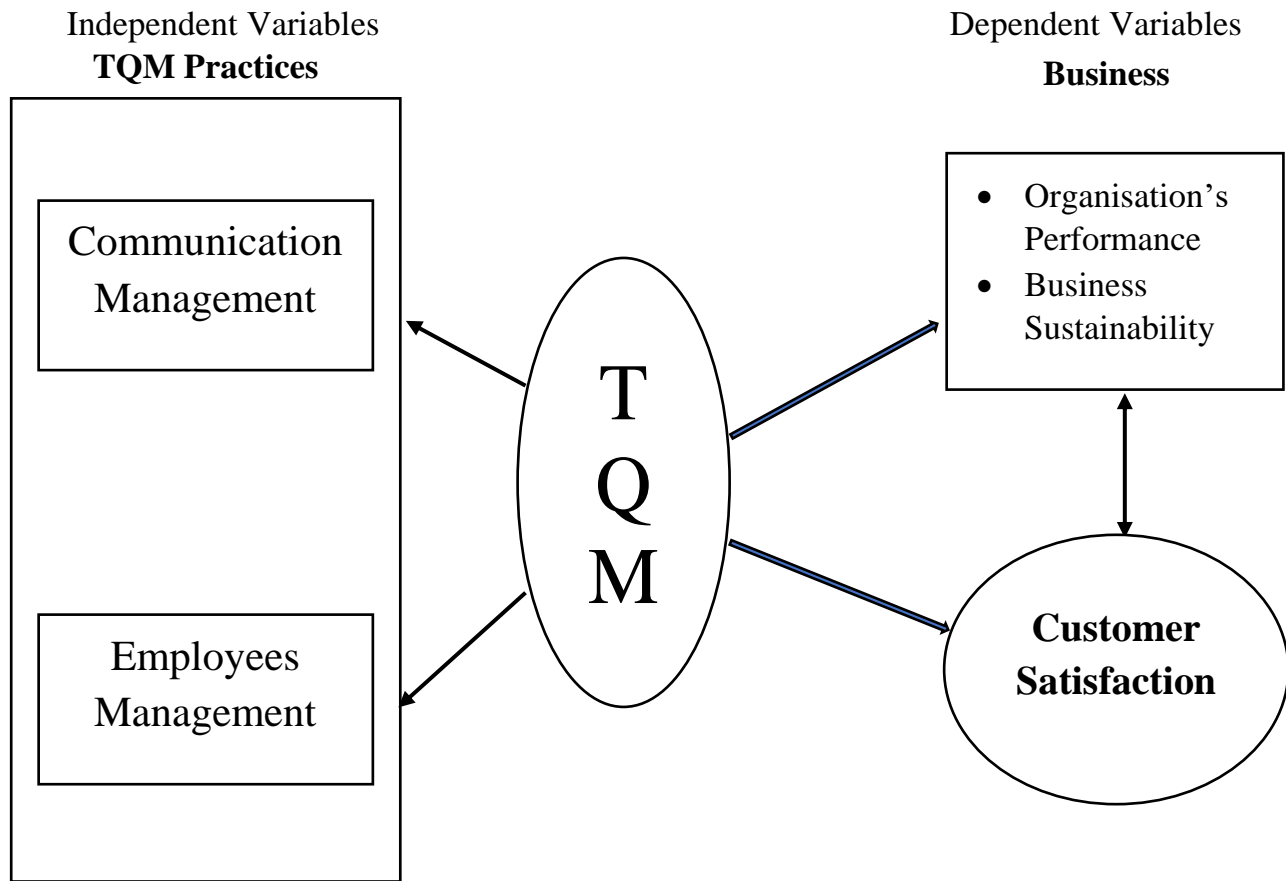 Independent Variables
TQM Practices
Communication
Management
Employees
Management
T
Q
M
Dependent Variables
Business
• Organisation’s
Performance
• Business
Sustainability
Customer
Satisfaction